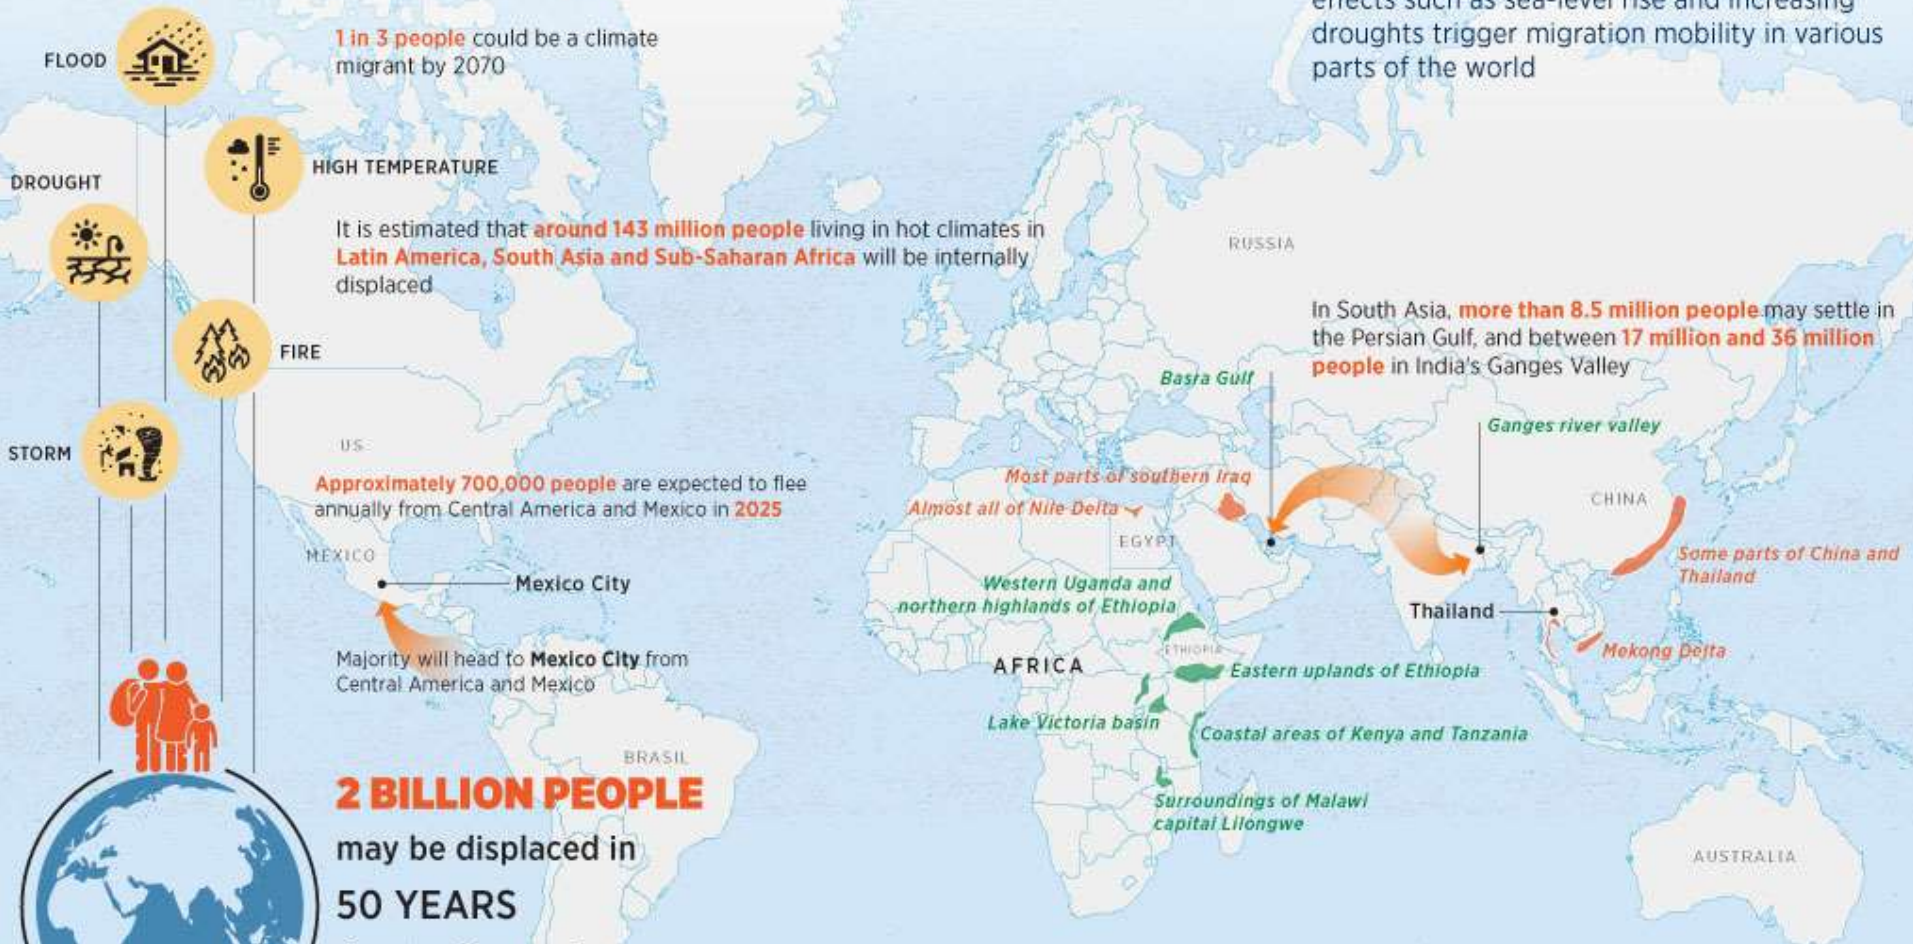 effects such as sea-level rise and increasing
droughts trigger migration mobility in various
parts of the world
FLOOD
1 in 3 people could be a climate
migrant by 2070
HIGH TEMPERATURE
DROUGHT
It is estimated that around 143 million people living in hot climates in
Latin America, South Asia and Sub-Saharan Africa will be internally
displaced
RUSSIA
In South Asia, more than 8.5 million people may settle in
the Persian Gulf, and between 17 million and 36 million
people in India's Ganges Valley
FIRE
Basra Gulf
Ganges river valley
STORM
US
Approximately 700,000 people are expected to flee
annually from Central America and Mexico in 2025
Most parts of southern Iraq
Almost all of Nile Delta
EGYPT
CHINA
Some parts of China and
Thailand
MEXICO
Mexico City
Western Uganda and
northern highlands of Ethiopia
Thailand
Mekong Delta
Majority will head to Mexico City from
Central America and Mexico
AFRICA
ETHIOPIA
Eastern uplands of Ethiopia
Lake Victoria basin
Coastal areas of Kenya and Tanzania
BRASIL
2 BILLION PEOPLE
may be displaced in
50 YEARS
Surroundings of Malawi
capital Lilongwe
AUSTRALIA